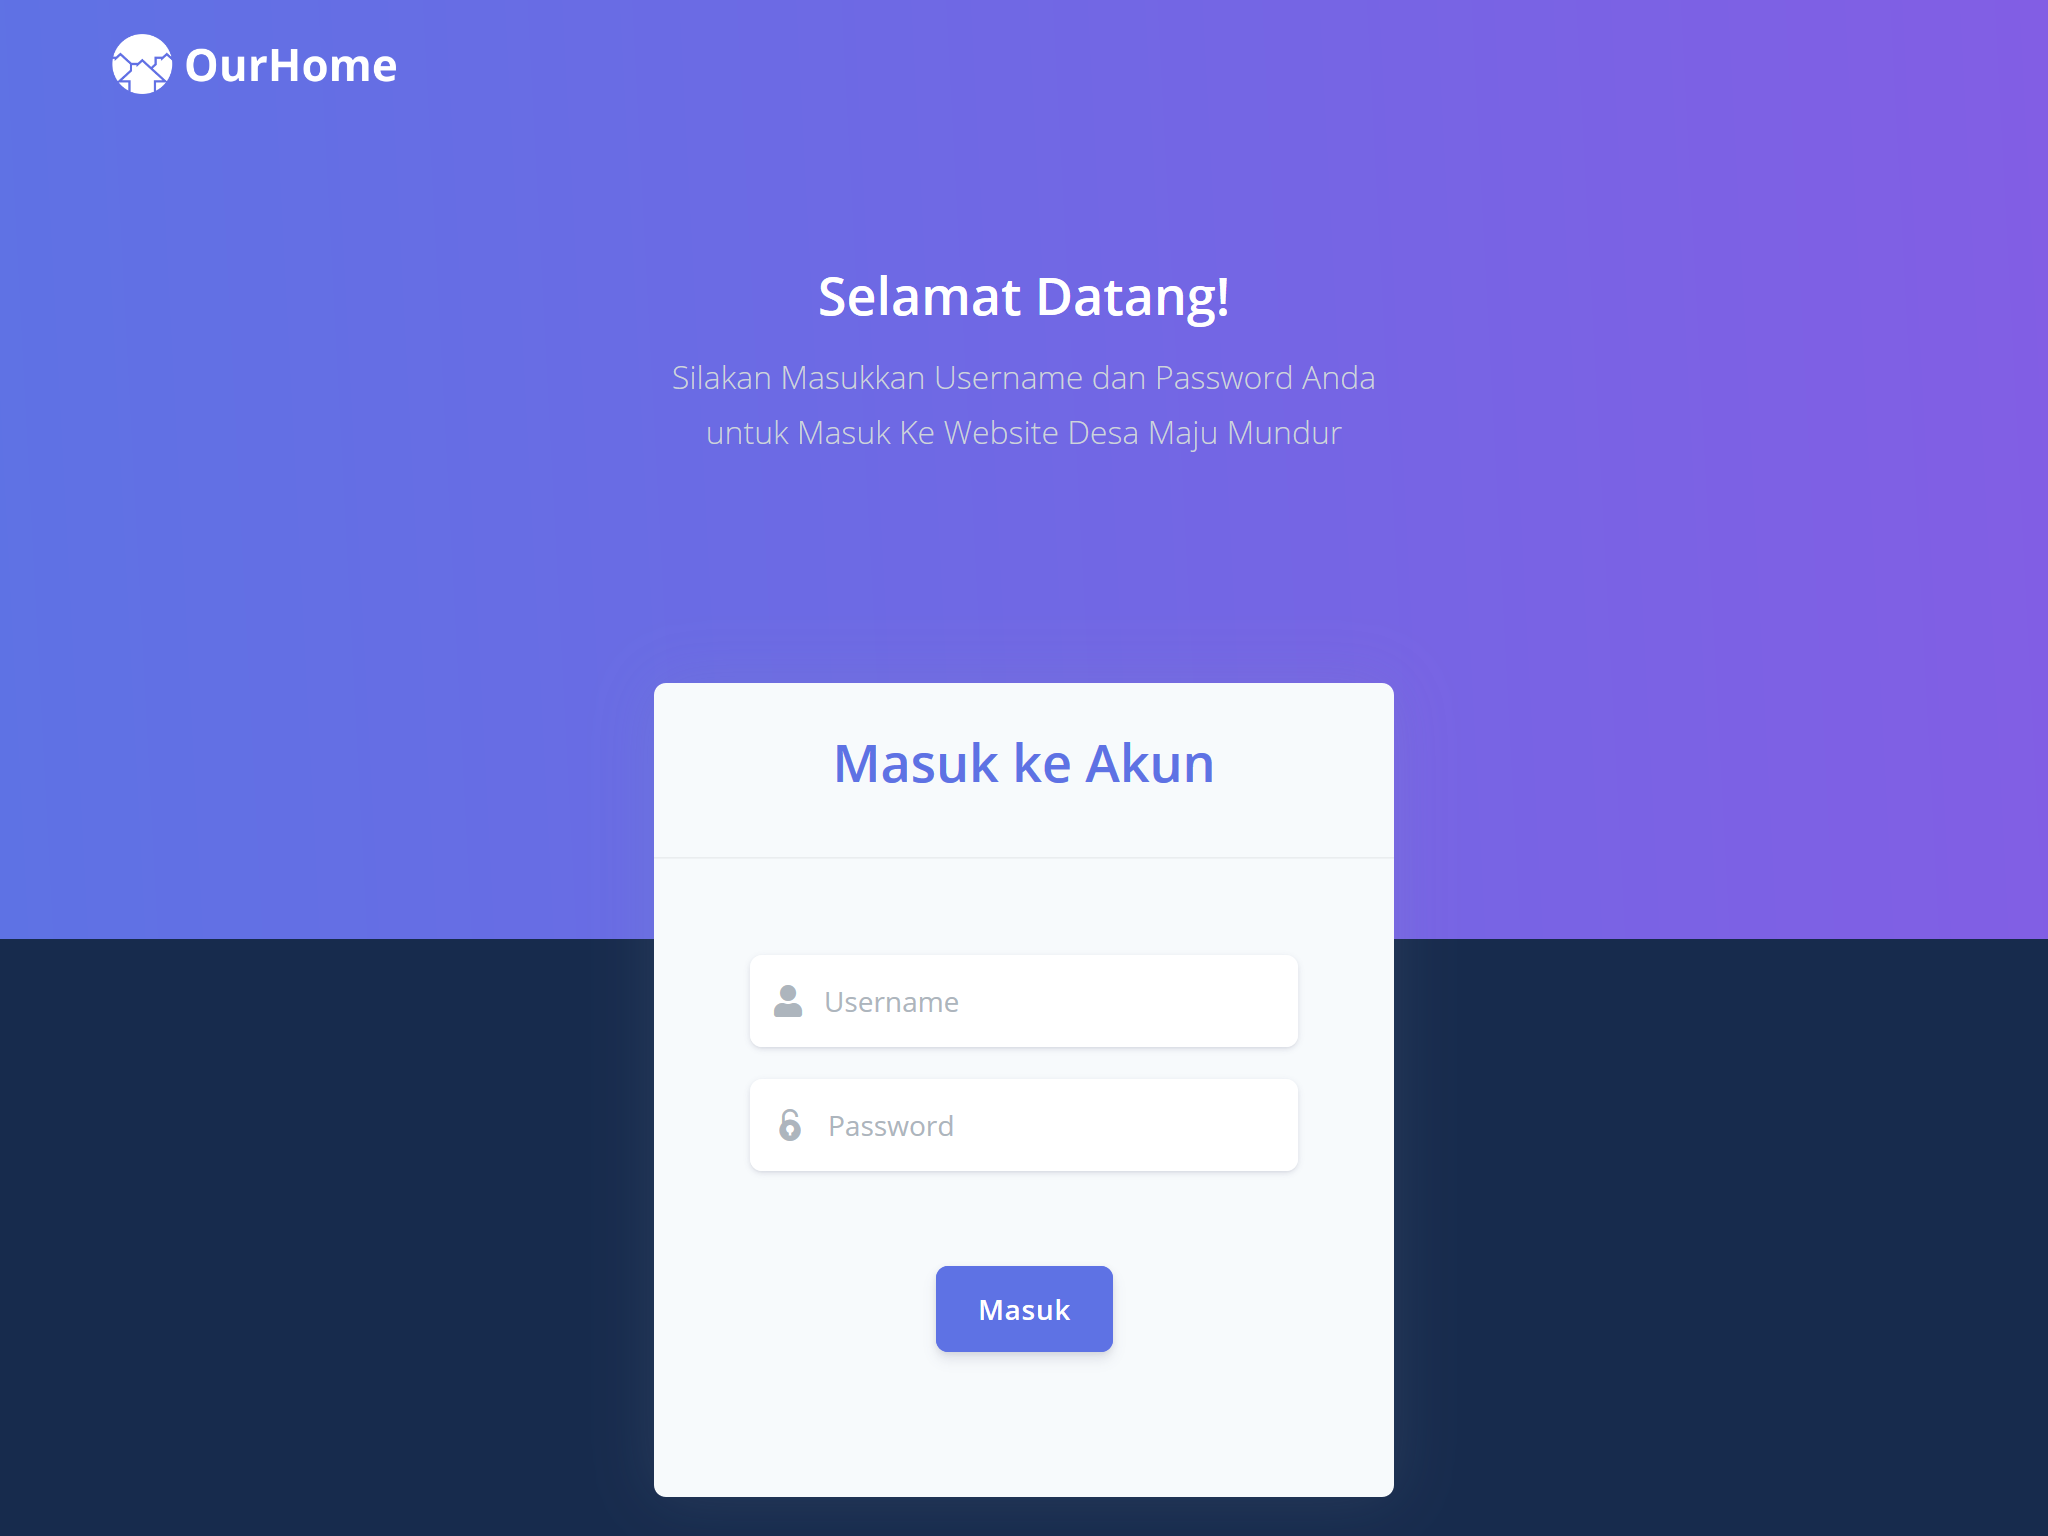 OurHome
Selamat Datang!
Silakan Masukkan Username dan Password Anda
untuk Masuk Ke Website Desa Maju Mundur
Masuk ke Akun
Username
Password
Masuk